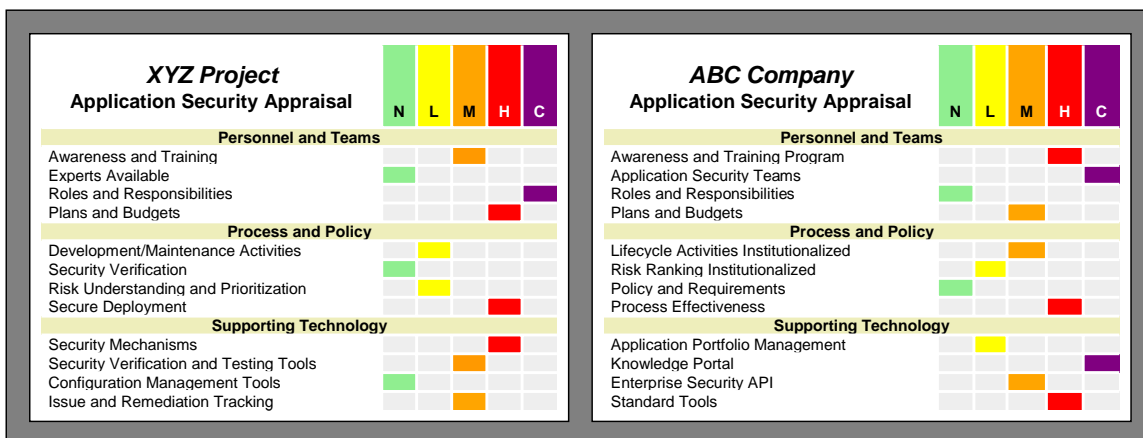 XYZ Project
Application Security Appraisal
N L M H C
Personnel and Teams
Awareness and Training
Experts Available
Roles and Responsibilities
Plans and Budgets
Process and Policy
Development/Maintenance Activities
Security Verification
Risk Understanding and Prioritization
Secure Deployment
Supporting Technology
Security Mechanisms
Security Verification and Testing Tools
Configuration Management Tools
Issue and Remediation Tracking
ABC Company
Application Security Appraisal
N L M H C
Personnel and Teams
Awareness and Training Program
Application Security Teams
Roles and Responsibilities
Plans and Budgets
Process and Policy
Lifecycle Activities Institutionalized
Risk Ranking Institutionalized
Policy and Requirements
Process Effectiveness
Supporting Technology
Application Portfolio Management
Knowledge Portal
Enterprise Security API
Standard Tools